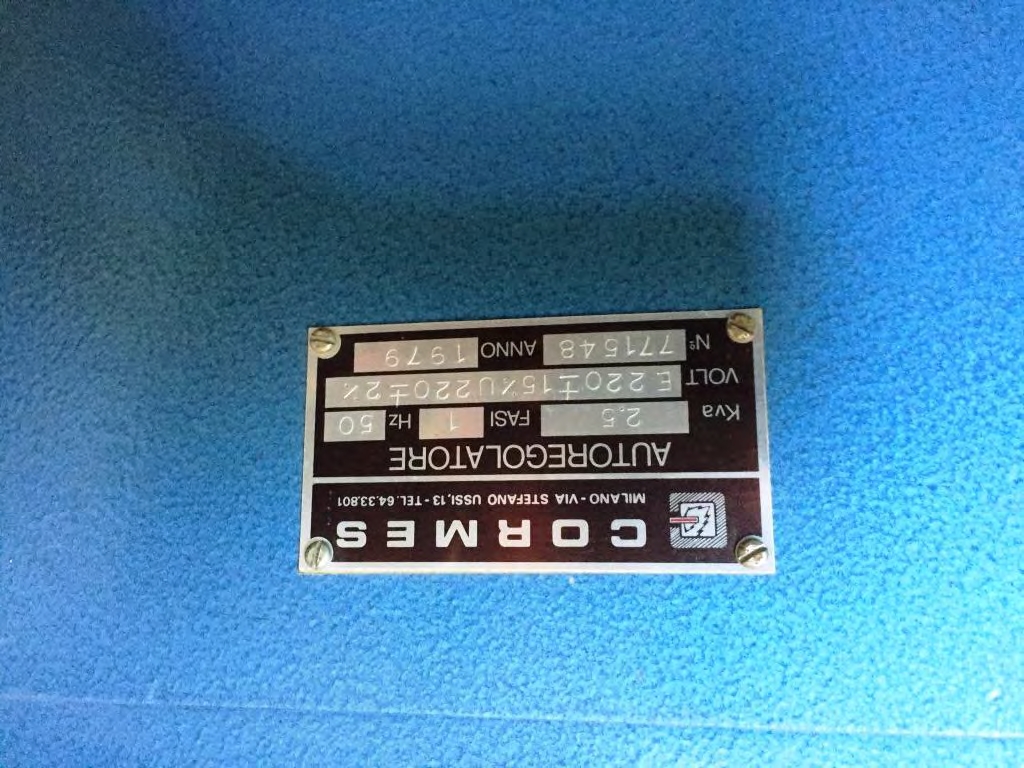 CORMES
MILANO - VIA STEFANO USSI, 13 - TEL. 64.33.801
AUTOREGOLATORE
Kva 2,5 FASI 1 Hz 50
VOLT E 220 ± 15% U 220 ± 2%
N° 771548 ANNO 1979